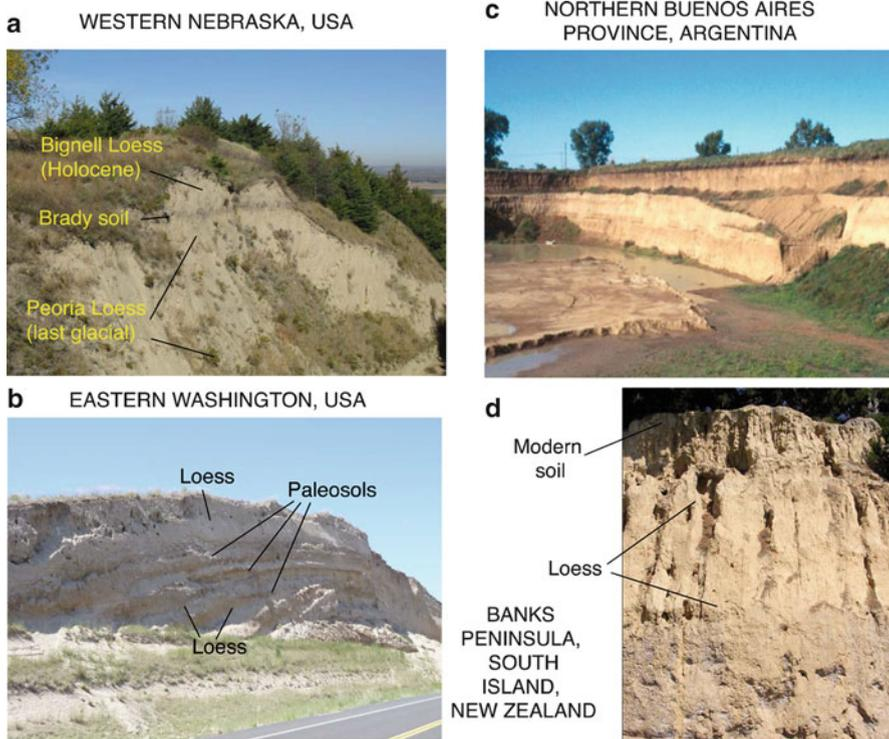 a
WESTERN NEBRASKA, USA
Bignell Loess
(Holocene)
Brady soil
Peoria Loess
(last glacial)
b
EASTERN WASHINGTON, USA
Loess
Paleosols
Loess
c
NORTHERN BUENOS AIRES
PROVINCE, ARGENTINA
d
Modern
soil
Loess
BANKS
PENINSULA,
SOUTH
ISLAND,
NEW ZEALAND